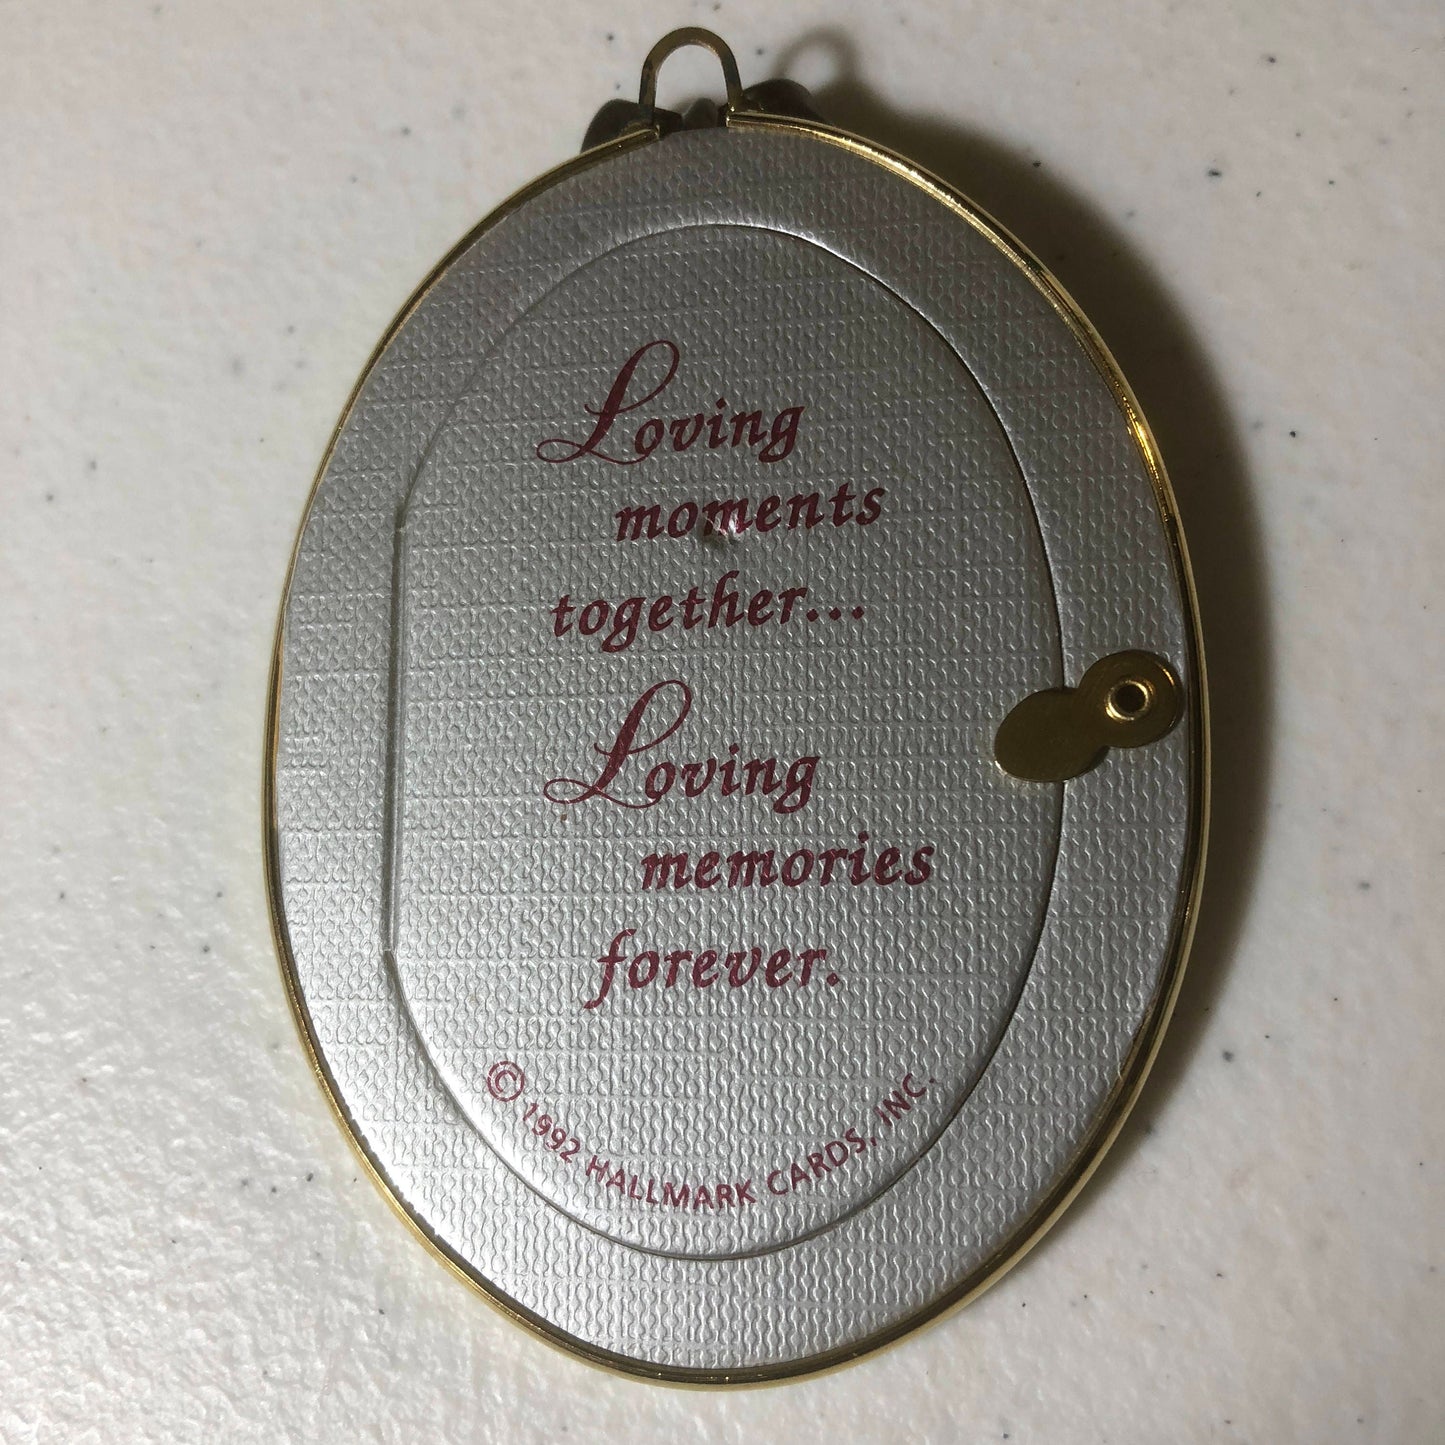 Loving
moments
together...
Loving
memories
forever.
© 1992 HALLMARK CARDS, INC.